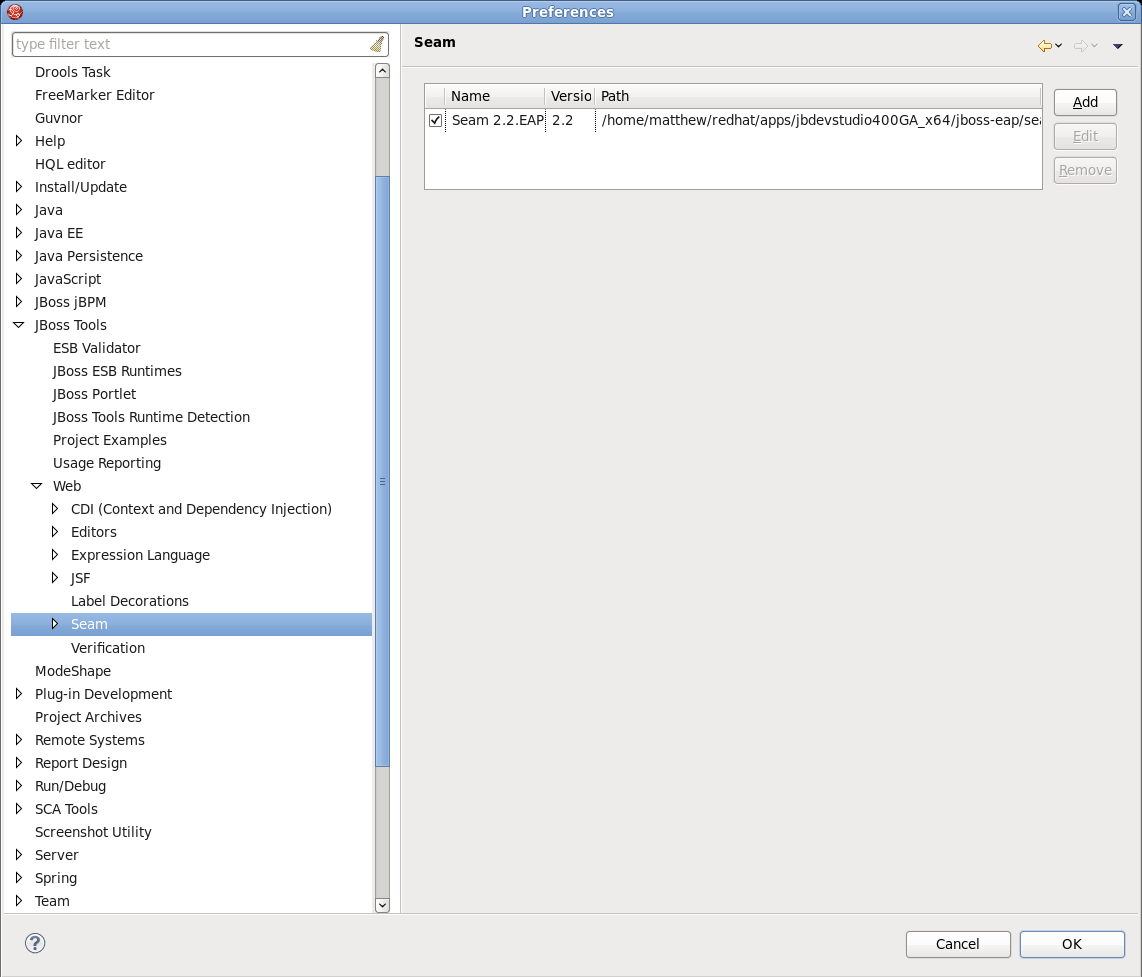 Preferences
type filter text
Drools Task
FreeMarker Editor
Guvnor
Help
HQL editor
Install/Update
Java
Java EE
Java Persistence
JavaScript
JBoss jBPM
JBoss Tools
ESB Validator
JBoss ESB Runtimes
JBoss Portlet
JBoss Tools Runtime Detection
Project Examples
Usage Reporting
Web
CDI (Context and Dependency Injection)
Editors
Expression Language
JSF
Label Decorations
Seam
Verification
ModeShape
Plug-in Development
Project Archives
Remote Systems
Report Design
Run/Debug
SCA Tools
Screenshot Utility
Server
Spring
Team
Seam
Name Versio Path
Seam 2.2.EAP 2.2 /home/matthew/redhat/apps/jbdevstudio400GA_x64/jboss-eap/sea
Add
Edit
Remove
?
Cancel OK